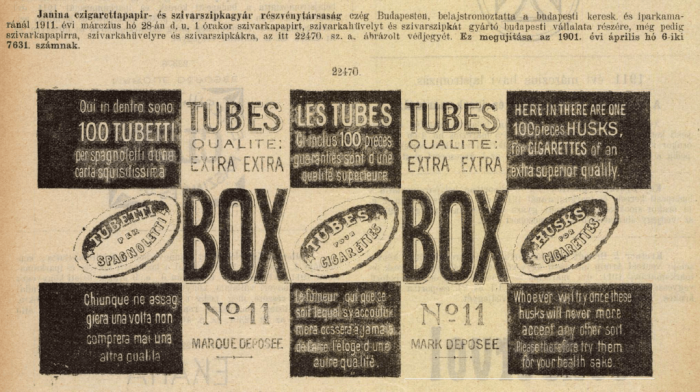 Janina czigarettapapir- és szivarszipkagyár részvénytársaság czég Budapesten, belajstromoztatta a budapesti keresk. és iparkama-
ránál 1911. évi márczius hó 28-án d. u. 1 órakor szivarkapapirt, szivarkahüvelyt és szivarszipkát gyártó budapesti vállalata részére, még pedig
szivarkapapirra, szivarkahüvelyre és szivarszipkákra, az itt 22470. sz. a. ábrázolt védjegyét. Ez megujitása az 1901. évi április hó 6-iki
7631. számnak.
22470.
Qui in dentro sono
100 TUBETTI
per spagnoletti d'una
carta squisitissima
TUBES
QUALITE:
EXTRA EXTRA
LES TUBES
Ci inclus 100 pièces
guaranties sont d'une
qualité superieure.
TUBES
QUALITE:
EXTRA EXTRA
HERE IN THERE ARE ONE
100 pieces HUSKS,
for CIGARETTES of an
extra superior quality.
TUBETTI
PER
SPAGNOLETTI
BOX
TUBES
POUR
CIGARETTES
BOX
HUSKS
FOR
CIGARETTES
Chiunque ne assag
giera una volta non
comprera mai una
altra qualita
No 11
MARQUE DEPOSEE
Le fumeur, qui que ce
soit lequel s'y accoutu-
mera cessera a jamais
de faire l'éloge d'une
autre qualité.
No 11
MARK DEPOSEE
Whoever will try once these
husks will never more
accept any other sort.
Please therefore try them
for your health sake.